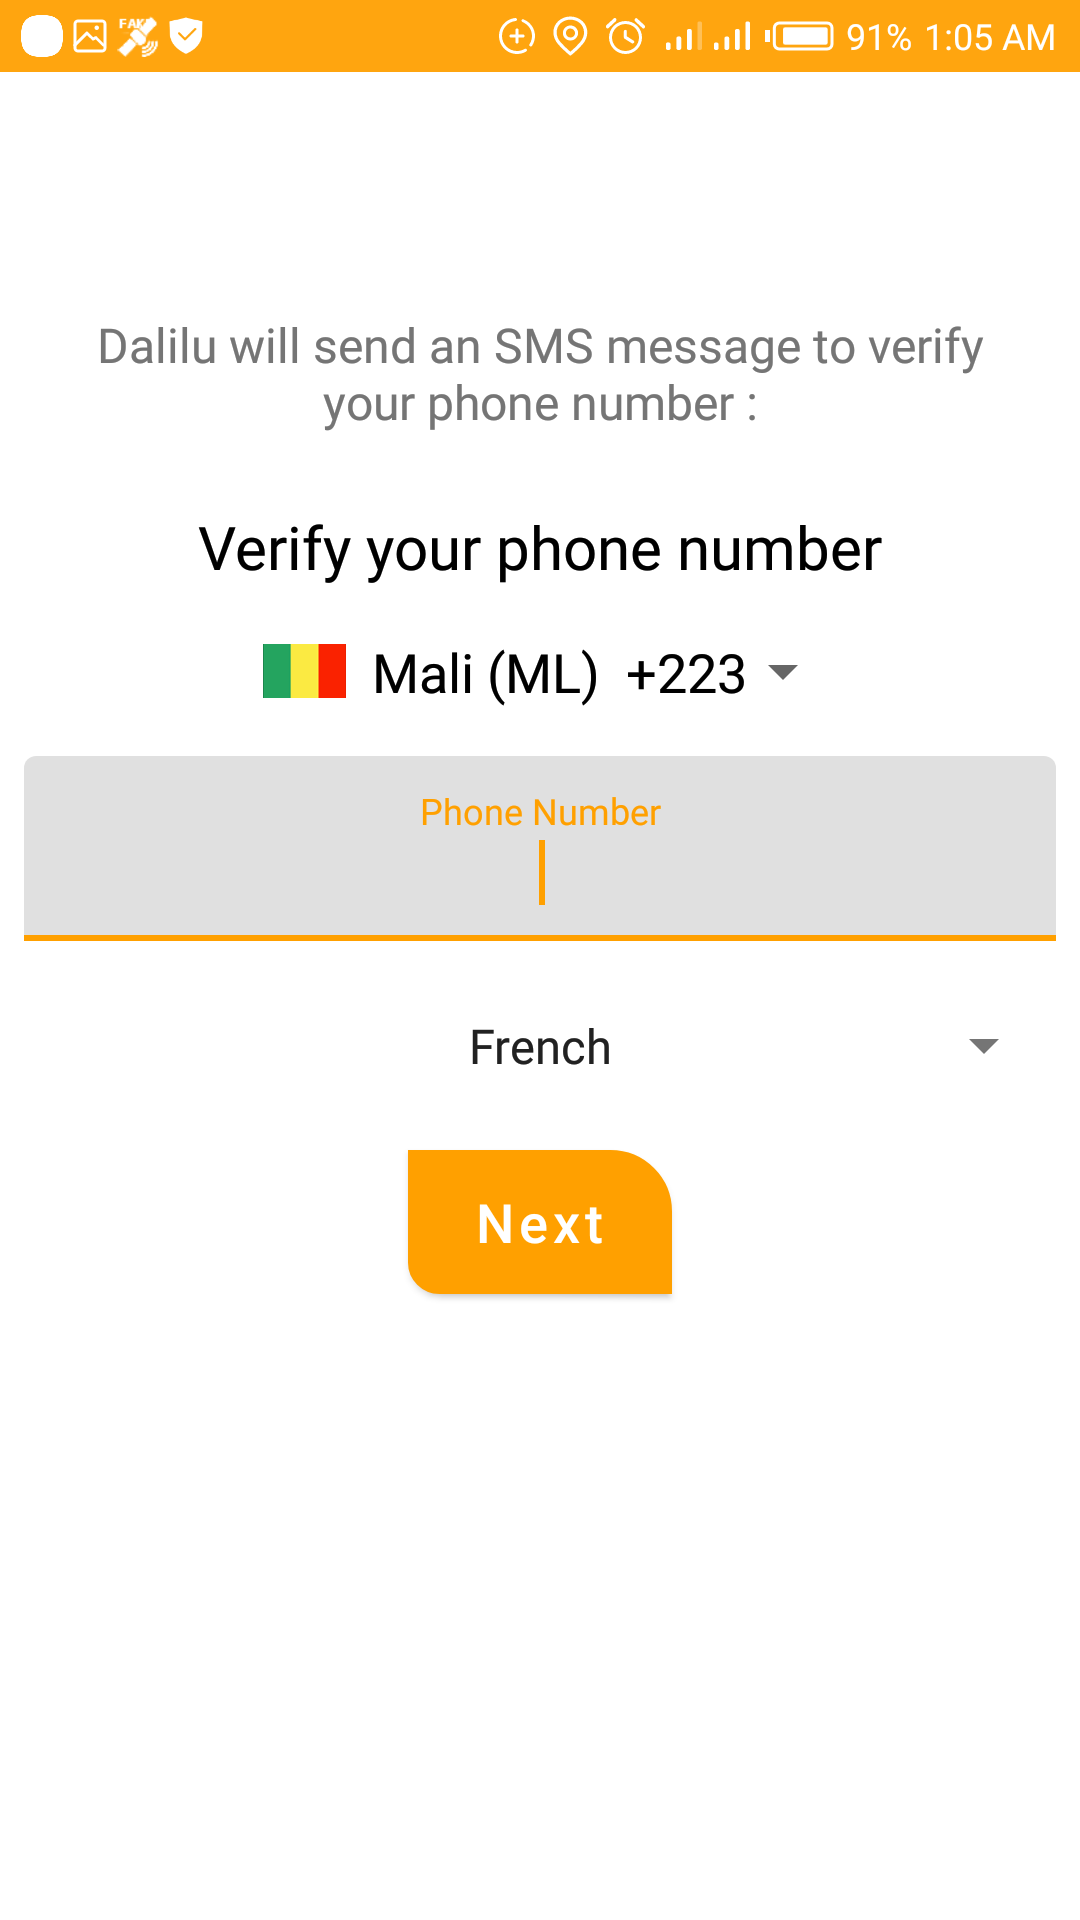 FAKE
91% 1:05 AM
Dalilu will send an SMS message to verify
your phone number :
Verify your phone number
Mali (ML) +223
Phone Number
French
Next